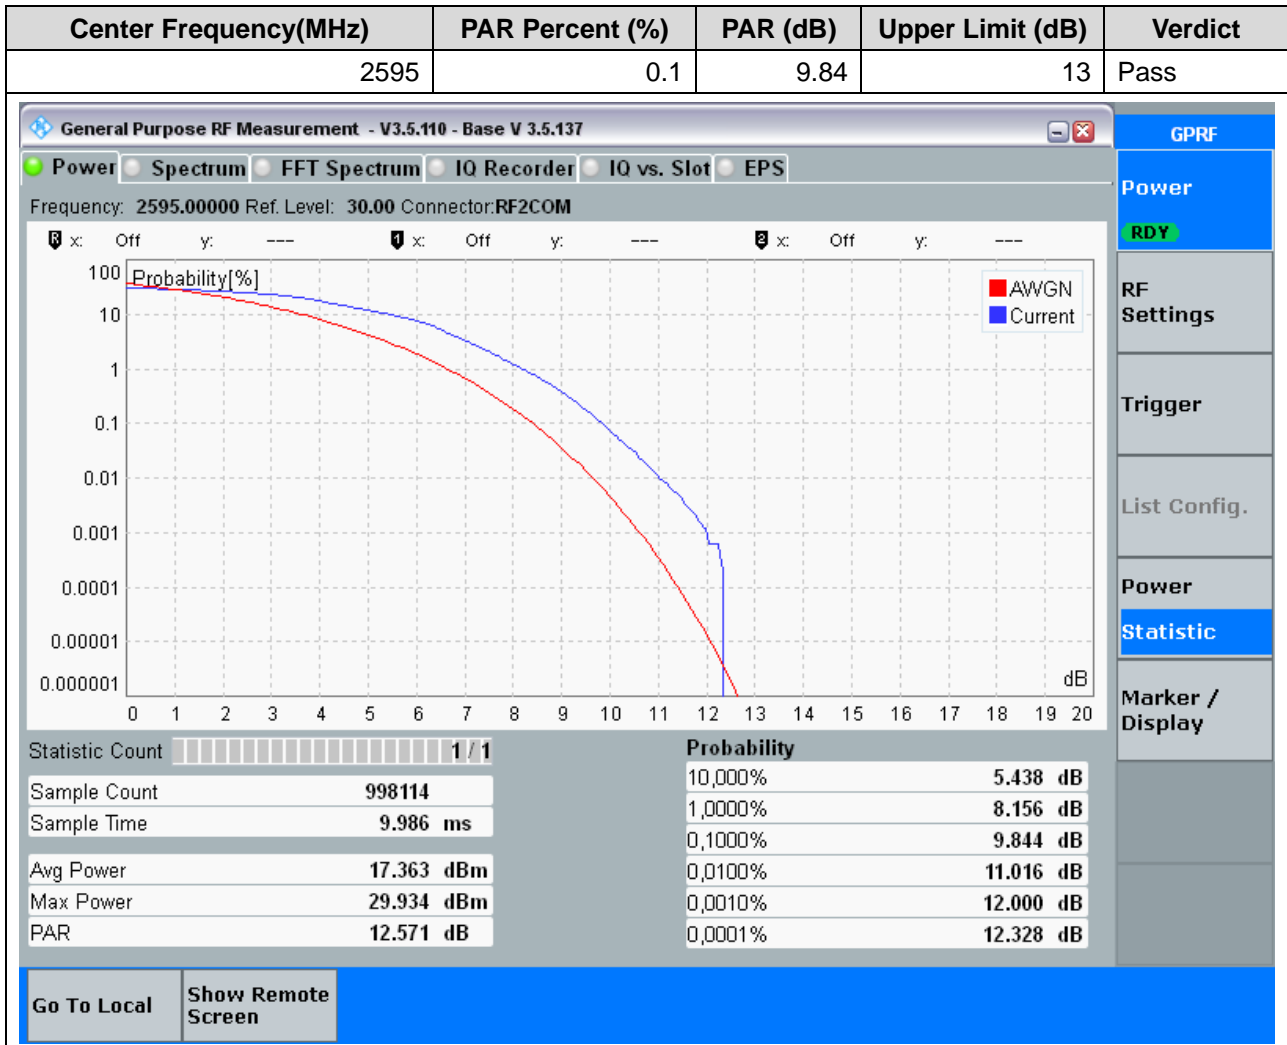 Center Frequency(MHz) PAR Percent (%) PAR (dB) Upper Limit (dB) Verdict
2595 0.1 9.84 13 Pass
General Purpose RF Measurement - V3.5.110 - Base V 3.5.137
GPRF
Power Spectrum FFT Spectrum IQ Recorder IQ vs. Slot EPS
Power
RDY
Frequency: 2595.00000 Ref. Level: 30.00 Connector:RF2COM
R x: Off y: --- 1 x: Off y: --- 2 x: Off y: ---
Probability[%]
AWGN
Current
100
10
1
0.1
0.01
0.001
0.0001
0.00001
0.000001
dB
0 1 2 3 4 5 6 7 8 9 10 11 12 13 14 15 16 17 18 19 20
RF
Settings
Trigger
List Config.
Power
Statistic
Marker /
Display
Statistic Count 1 / 1
Sample Count 998114
Sample Time 9.986 ms
Avg Power 17.363 dBm
Max Power 29.934 dBm
PAR 12.571 dB
Probability
10,000% 5.438 dB
1,0000% 8.156 dB
0,1000% 9.844 dB
0,0100% 11.016 dB
0,0010% 12.000 dB
0,0001% 12.328 dB
Go To Local
Show Remote
Screen